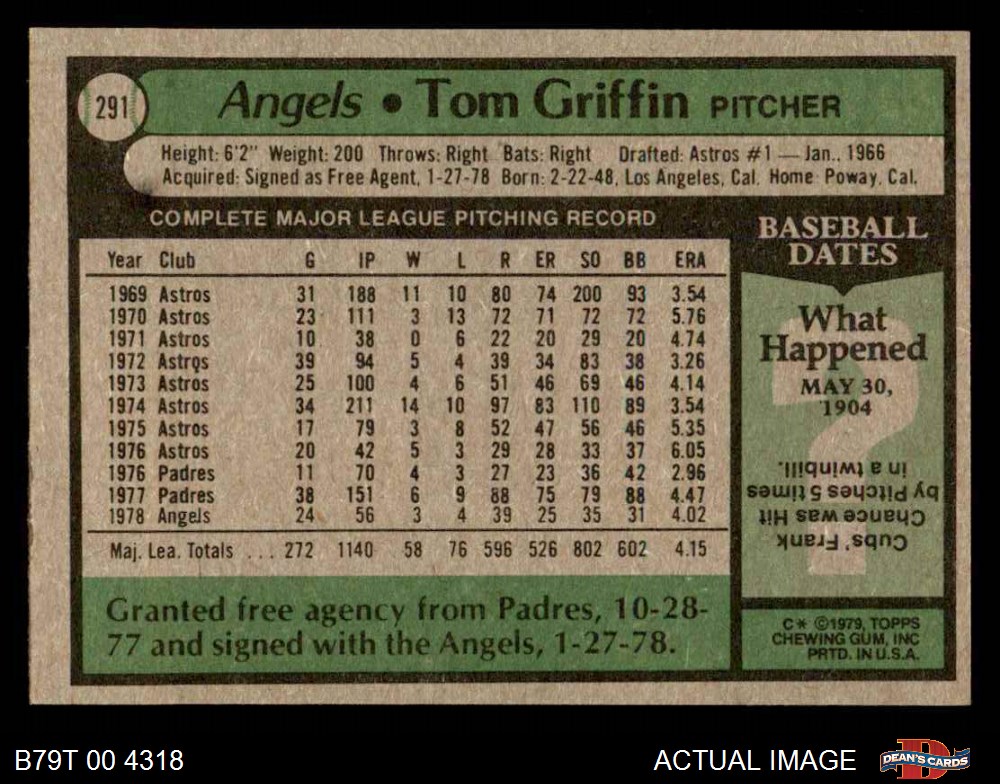 291
Angels • Tom Griffin PITCHER
Height: 6'2" Weight: 200 Throws: Right Bats: Right Drafted: Astros #1 — Jan., 1966
Acquired: Signed as Free Agent, 1-27-78 Born: 2-22-48, Los Angeles, Cal. Home Poway, Cal.
COMPLETE MAJOR LEAGUE PITCHING RECORD
Year Club G IP W L R ER SO BB ERA
1969 Astros 31 188 11 10 80 74 200 93 3.54
1970 Astros 23 111 3 13 72 71 72 72 5.76
1971 Astros 10 38 0 6 22 20 29 20 4.74
1972 Astros 39 94 5 4 39 34 83 38 3.26
1973 Astros 25 100 4 6 51 46 69 46 4.14
1974 Astros 34 211 14 10 97 83 110 89 3.54
1975 Astros 17 79 3 8 52 47 56 46 5.35
1976 Astros 20 42 5 3 29 28 33 37 6.05
1976 Padres 11 70 4 3 27 23 36 42 2.96
1977 Padres 38 151 6 9 88 75 79 88 4.47
1978 Angels 24 56 3 4 39 25 35 31 4.02
Maj. Lea. Totals ... 272 1140 58 76 596 526 802 602 4.15
Granted free agency from Padres, 10-28-
77 and signed with the Angels, 1-27-78.
BASEBALL
DATES
What
Happened
MAY 30,
1904
?
Cubs' Frank
Chance was Hit
by Pitches 5 times
in a twinbill.
C* ©1979, TOPPS
CHEWING GUM, INC
PRTD. IN U.S.A.
B79T 00 4318
ACTUAL IMAGE
D
DEAN'S CARDS